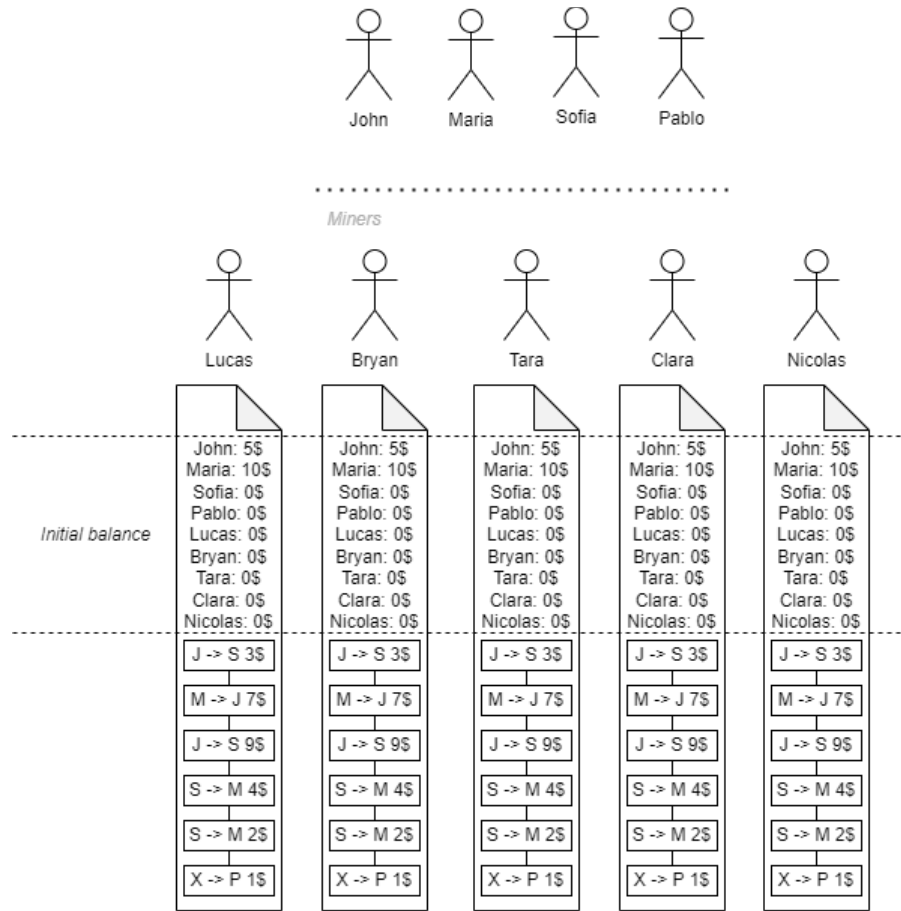 John Maria Sofia Pablo
Miners
Lucas Bryan Tara Clara Nicolas
John: 5$ John: 5$ John: 5$ John: 5$ John: 5$
Maria: 10$ Maria: 10$ Maria: 10$ Maria: 10$ Maria: 10$
Sofia: 0$ Sofia: 0$ Sofia: 0$ Sofia: 0$ Sofia: 0$
Pablo: 0$ Pablo: 0$ Pablo: 0$ Pablo: 0$ Pablo: 0$
Initial balance Lucas: 0$ Lucas: 0$ Lucas: 0$ Lucas: 0$ Lucas: 0$
Bryan: 0$ Bryan: 0$ Bryan: 0$ Bryan: 0$ Bryan: 0$
Tara: 0$ Tara: 0$ Tara: 0$ Tara: 0$ Tara: 0$
Clara: 0$ Clara: 0$ Clara: 0$ Clara: 0$ Clara: 0$
Nicolas: 0$ Nicolas: 0$ Nicolas: 0$ Nicolas: 0$ Nicolas: 0$
J -> S 3$ J -> S 3$ J -> S 3$ J -> S 3$ J -> S 3$
M -> J 7$ M -> J 7$ M -> J 7$ M -> J 7$ M -> J 7$
J -> S 9$ J -> S 9$ J -> S 9$ J -> S 9$ J -> S 9$
S -> M 4$ S -> M 4$ S -> M 4$ S -> M 4$ S -> M 4$
S -> M 2$ S -> M 2$ S -> M 2$ S -> M 2$ S -> M 2$
X -> P 1$ X -> P 1$ X -> P 1$ X -> P 1$ X -> P 1$